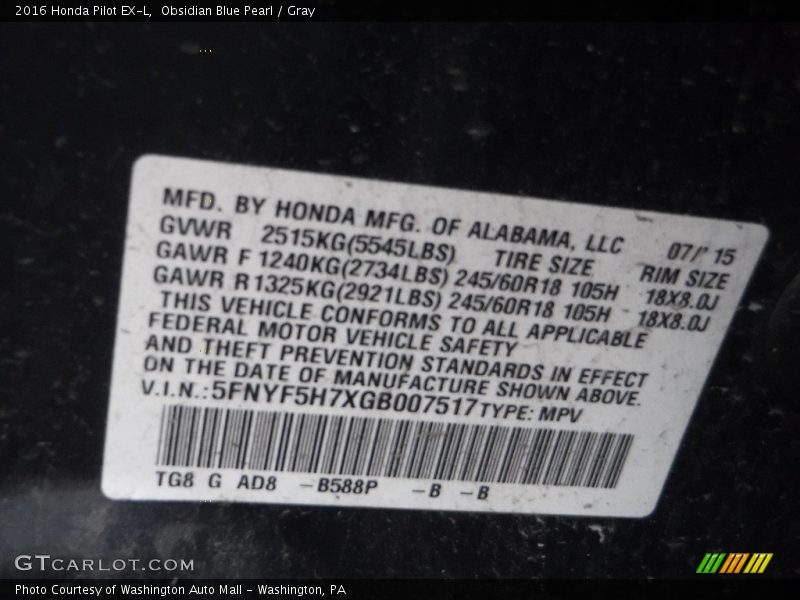 2016 Honda Pilot EX-L, Obsidian Blue Pearl / Gray
MFD. BY HONDA MFG. OF ALABAMA, LLC 07/' 15
GVWR 2515KG(5545LBS) TIRE SIZE RIM SIZE
GAWR F 1240KG(2734LBS) 245/60R18 105H 18X8.0J
GAWR R 1325KG(2921LBS) 245/60R18 105H 18X8.0J
THIS VEHICLE CONFORMS TO ALL APPLICABLE
FEDERAL MOTOR VEHICLE SAFETY
AND THEFT PREVENTION STANDARDS IN EFFECT
ON THE DATE OF MANUFACTURE SHOWN ABOVE.
V.I.N.: 5FNYF5H7XGB007517 TYPE: MPV
TG8 G AD8 -B588P -B -B
GTCARLOT.COM
Photo Courtesy of Washington Auto Mall - Washington, PA